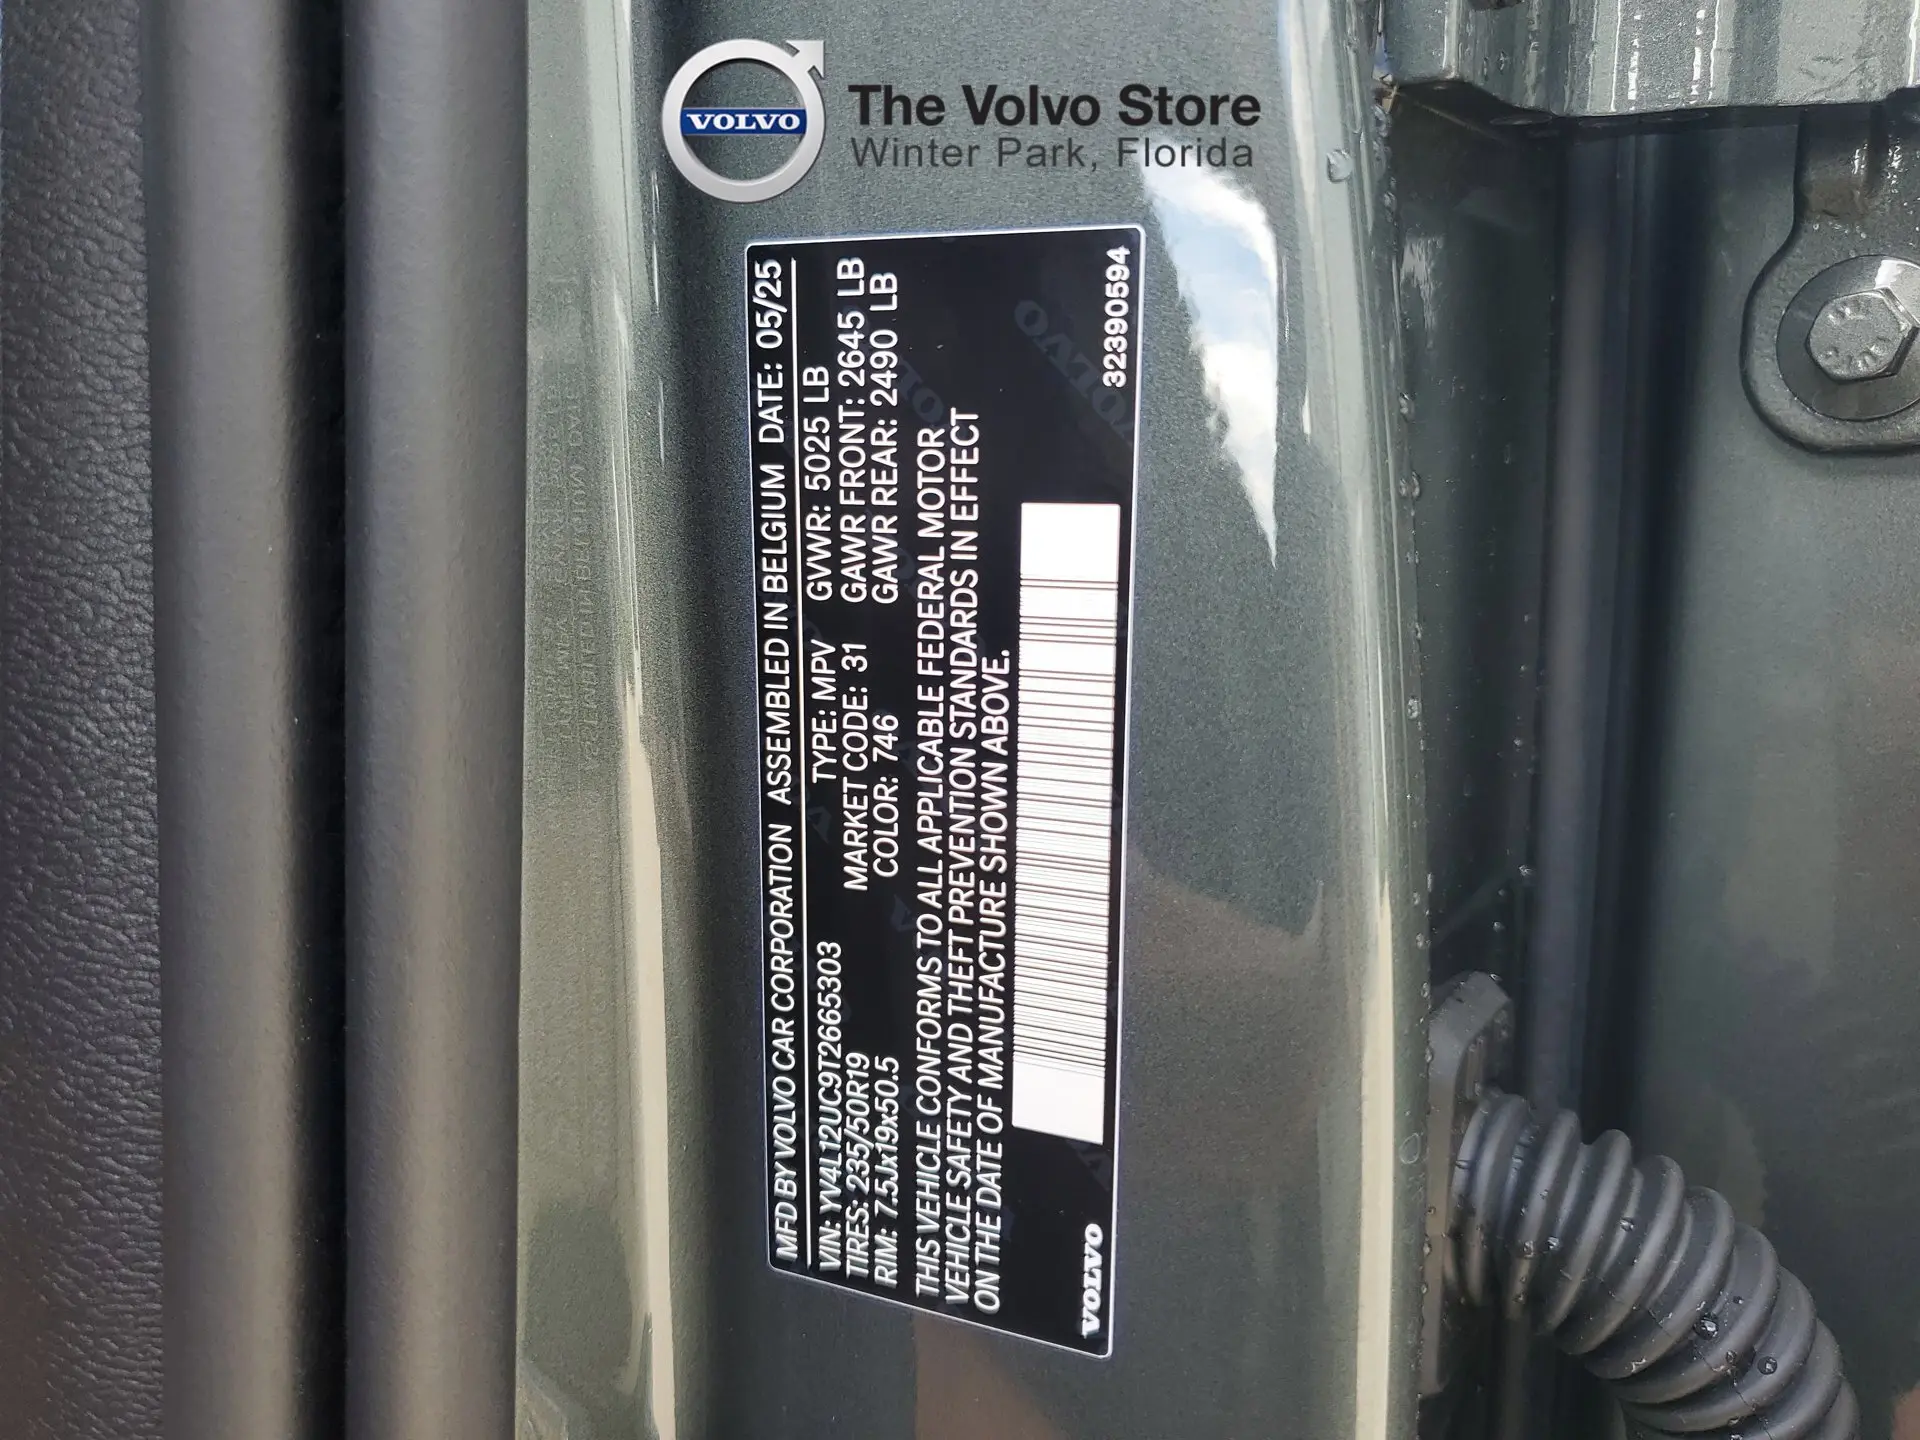 VOLVO
The Volvo Store
Winter Park, Florida
MFD BY VOLVO CAR CORPORATION ASSEMBLED IN BELGIUM DATE: 05/25
VIN: YV4L12UC9T2665303 TYPE: MPV GVWR: 5025 LB
TIRES: 235/50R19 MARKET CODE: 31 GAWR FRONT: 2645 LB
RIM: 7.5Jx19x50.5 COLOR: 746 GAWR REAR: 2490 LB
THIS VEHICLE CONFORMS TO ALL APPLICABLE FEDERAL MOTOR
VEHICLE SAFETY AND THEFT PREVENTION STANDARDS IN EFFECT
ON THE DATE OF MANUFACTURE SHOWN ABOVE.
VOLVO 32390594